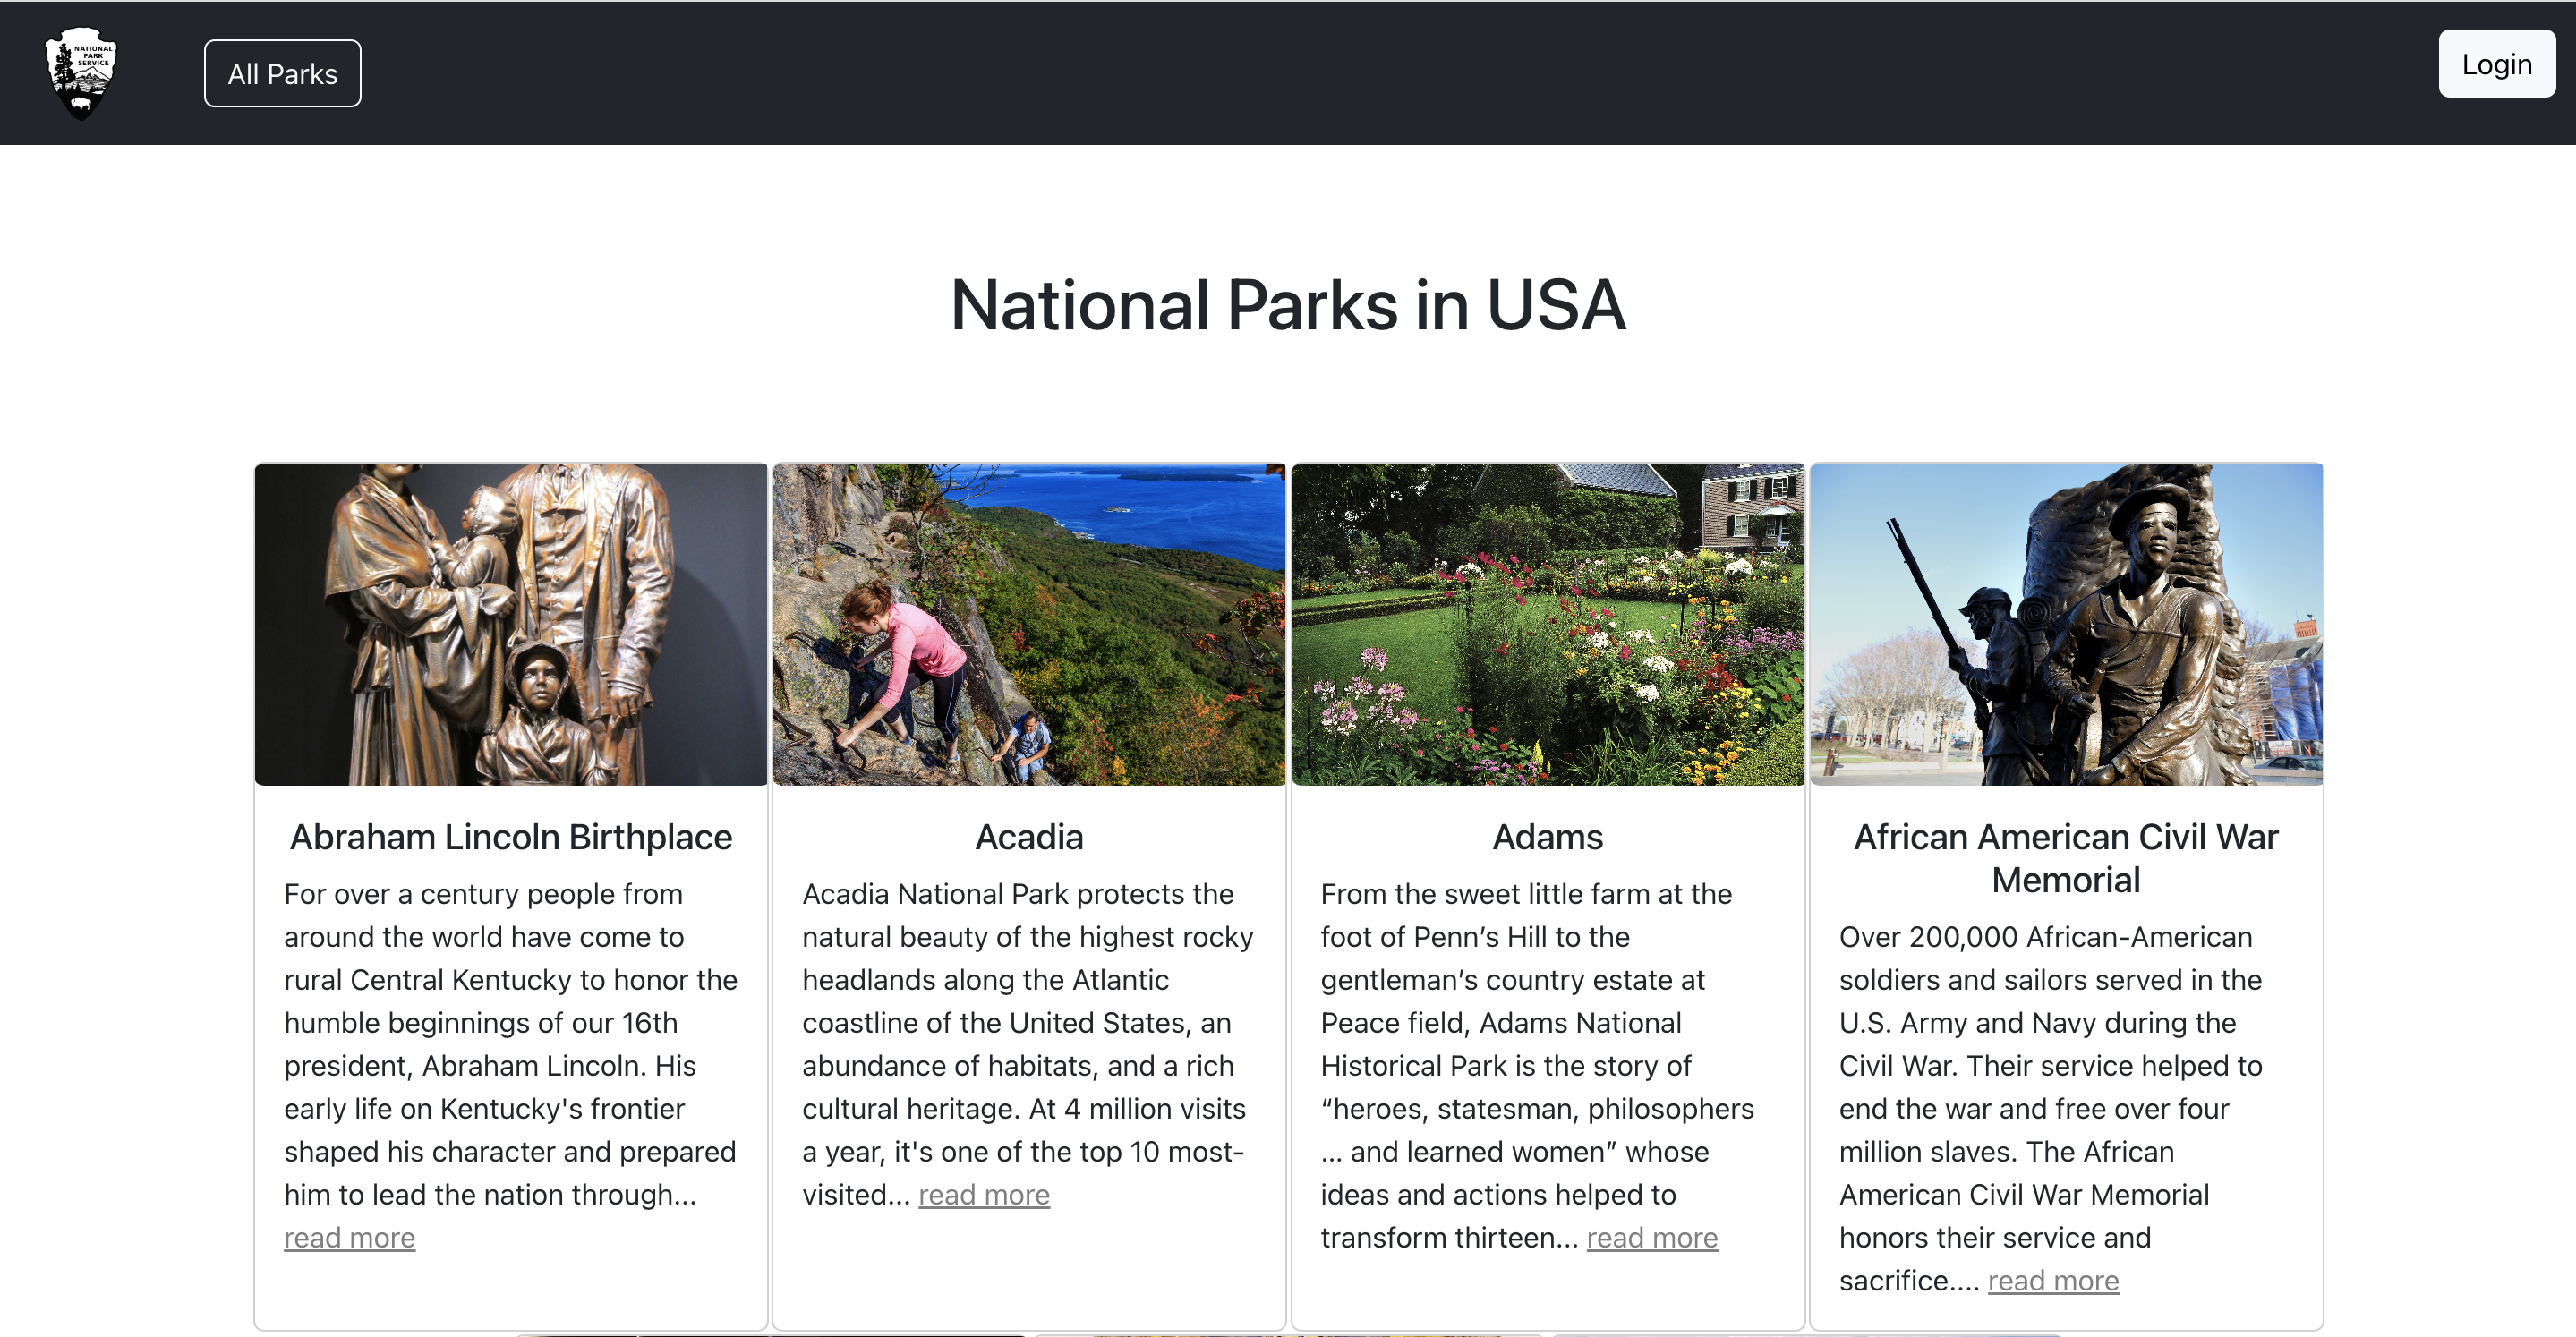 NATIONAL
PARK
SERVICE
All Parks
Login
National Parks in USA
Abraham Lincoln Birthplace
For over a century people from
around the world have come to
rural Central Kentucky to honor the
humble beginnings of our 16th
president, Abraham Lincoln. His
early life on Kentucky's frontier
shaped his character and prepared
him to lead the nation through...
read more
Acadia
Acadia National Park protects the
natural beauty of the highest rocky
headlands along the Atlantic
coastline of the United States, an
abundance of habitats, and a rich
cultural heritage. At 4 million visits
a year, it's one of the top 10 most-
visited... read more
Adams
From the sweet little farm at the
foot of Penn’s Hill to the
gentleman’s country estate at
Peace field, Adams National
Historical Park is the story of
“heroes, statesman, philosophers
... and learned women” whose
ideas and actions helped to
transform thirteen... read more
African American Civil War
Memorial
Over 200,000 African-American
soldiers and sailors served in the
U.S. Army and Navy during the
Civil War. Their service helped to
end the war and free over four
million slaves. The African
American Civil War Memorial
honors their service and
sacrifice.... read more